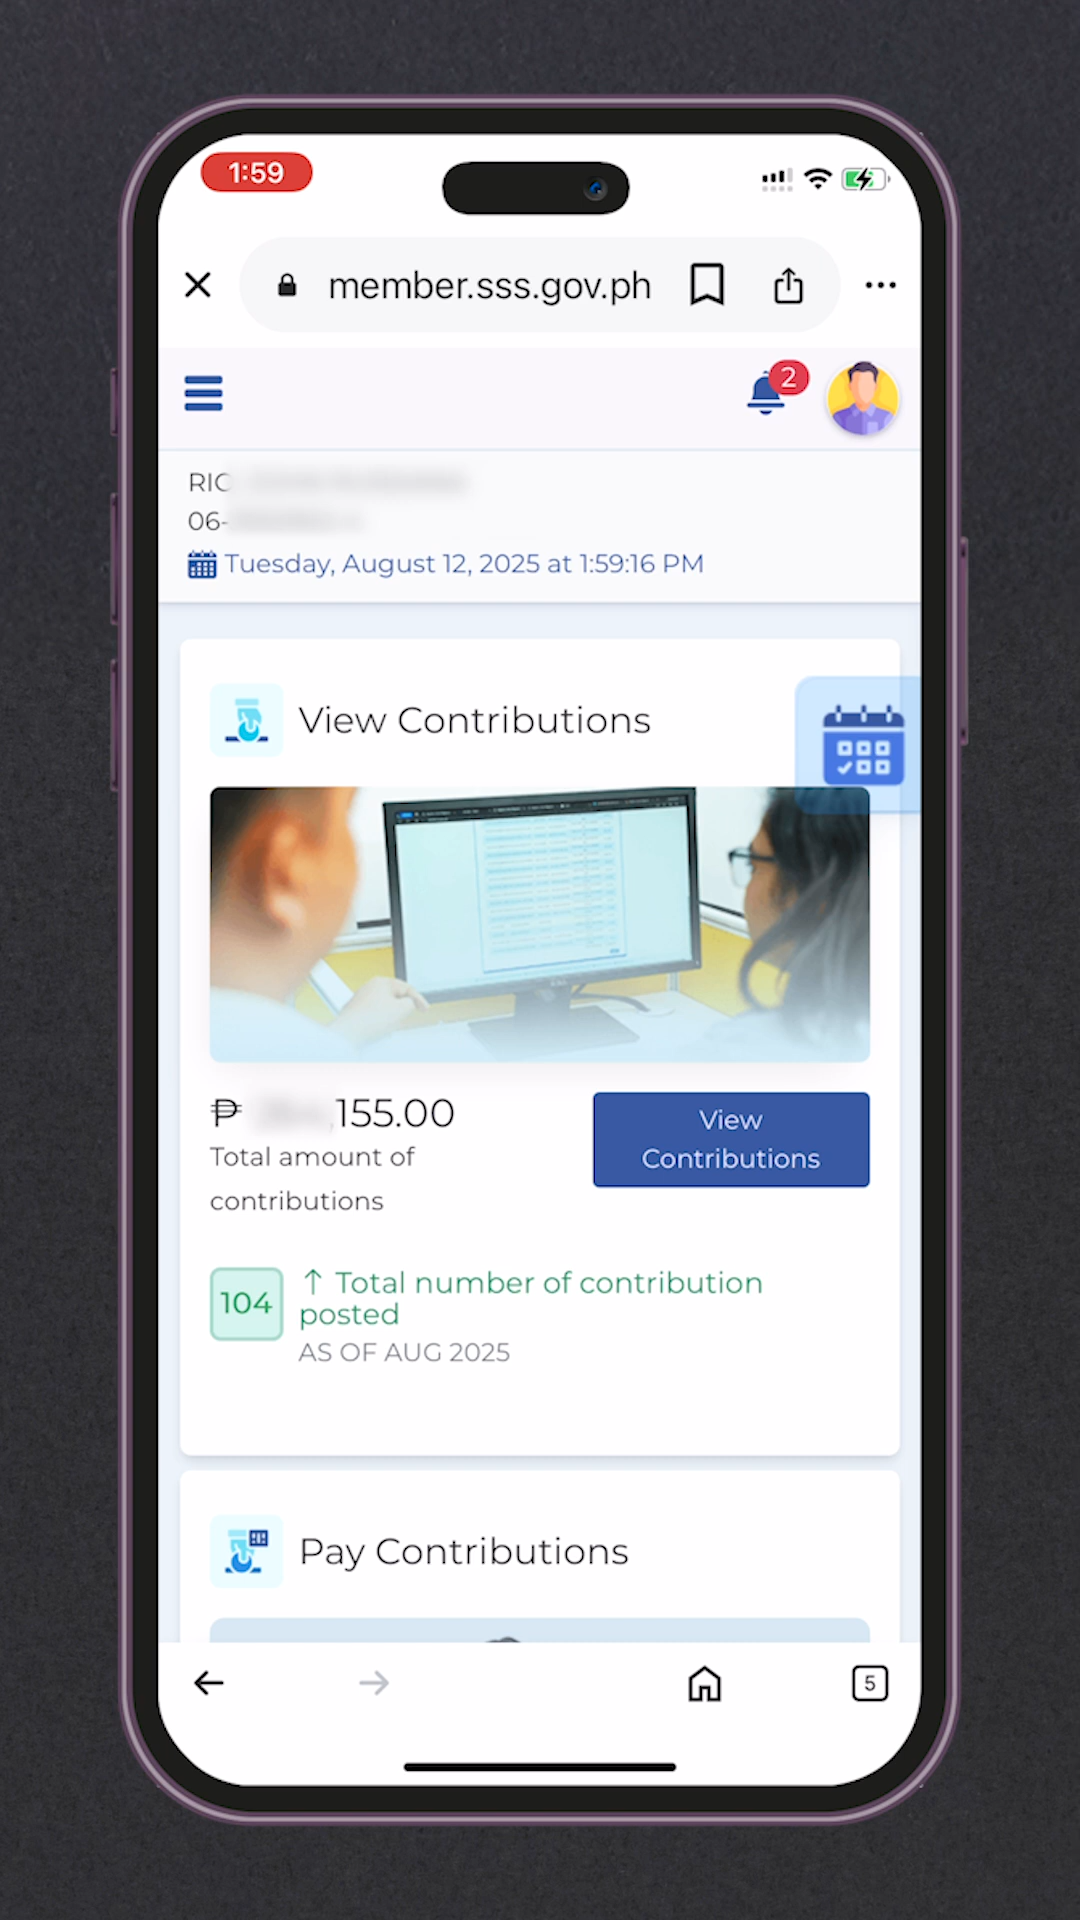 1:59
member.sss.gov.ph
2
RIC
06-
Tuesday, August 12, 2025 at 1:59:16 PM
View Contributions
₱ 155.00
View
Contributions
Total amount of
contributions
104
↑ Total number of contribution
posted
AS OF AUG 2025
Pay Contributions
5